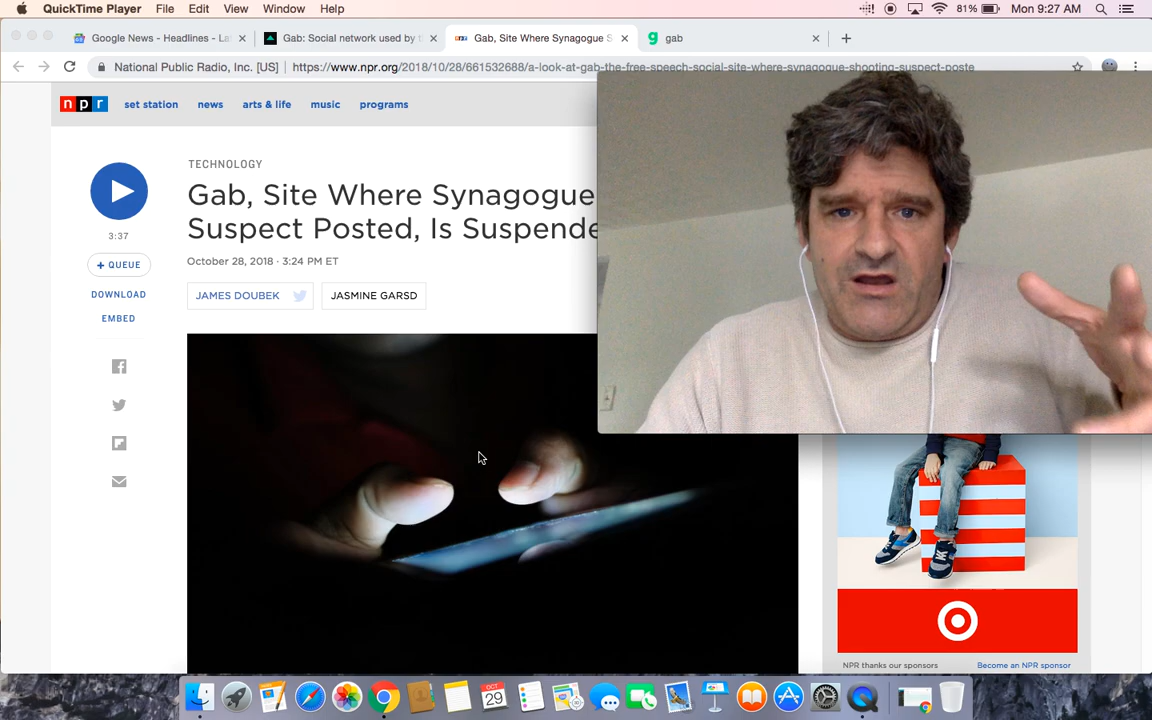 QuickTime Player File Edit View Window Help 81% Mon 9:27 AM
Google News - Headlines - La
Gab: Social network used by t
Gab, Site Where Synagogue S
gab
National Public Radio, Inc. [US] https://www.npr.org/2018/10/28/661532688/a-look-at-gab-the-free-speech-social-site-where-synagogue-shooting-suspect-poste
npr set station news arts & life music programs
TECHNOLOGY
Gab, Site Where Synagogue
Suspect Posted, Is Suspende
3:37
+ QUEUE
October 28, 2018 · 3:24 PM ET
DOWNLOAD
JAMES DOUBEK
JASMINE GARSD
EMBED
NPR thanks our sponsors
Become an NPR sponsor
OCT
29